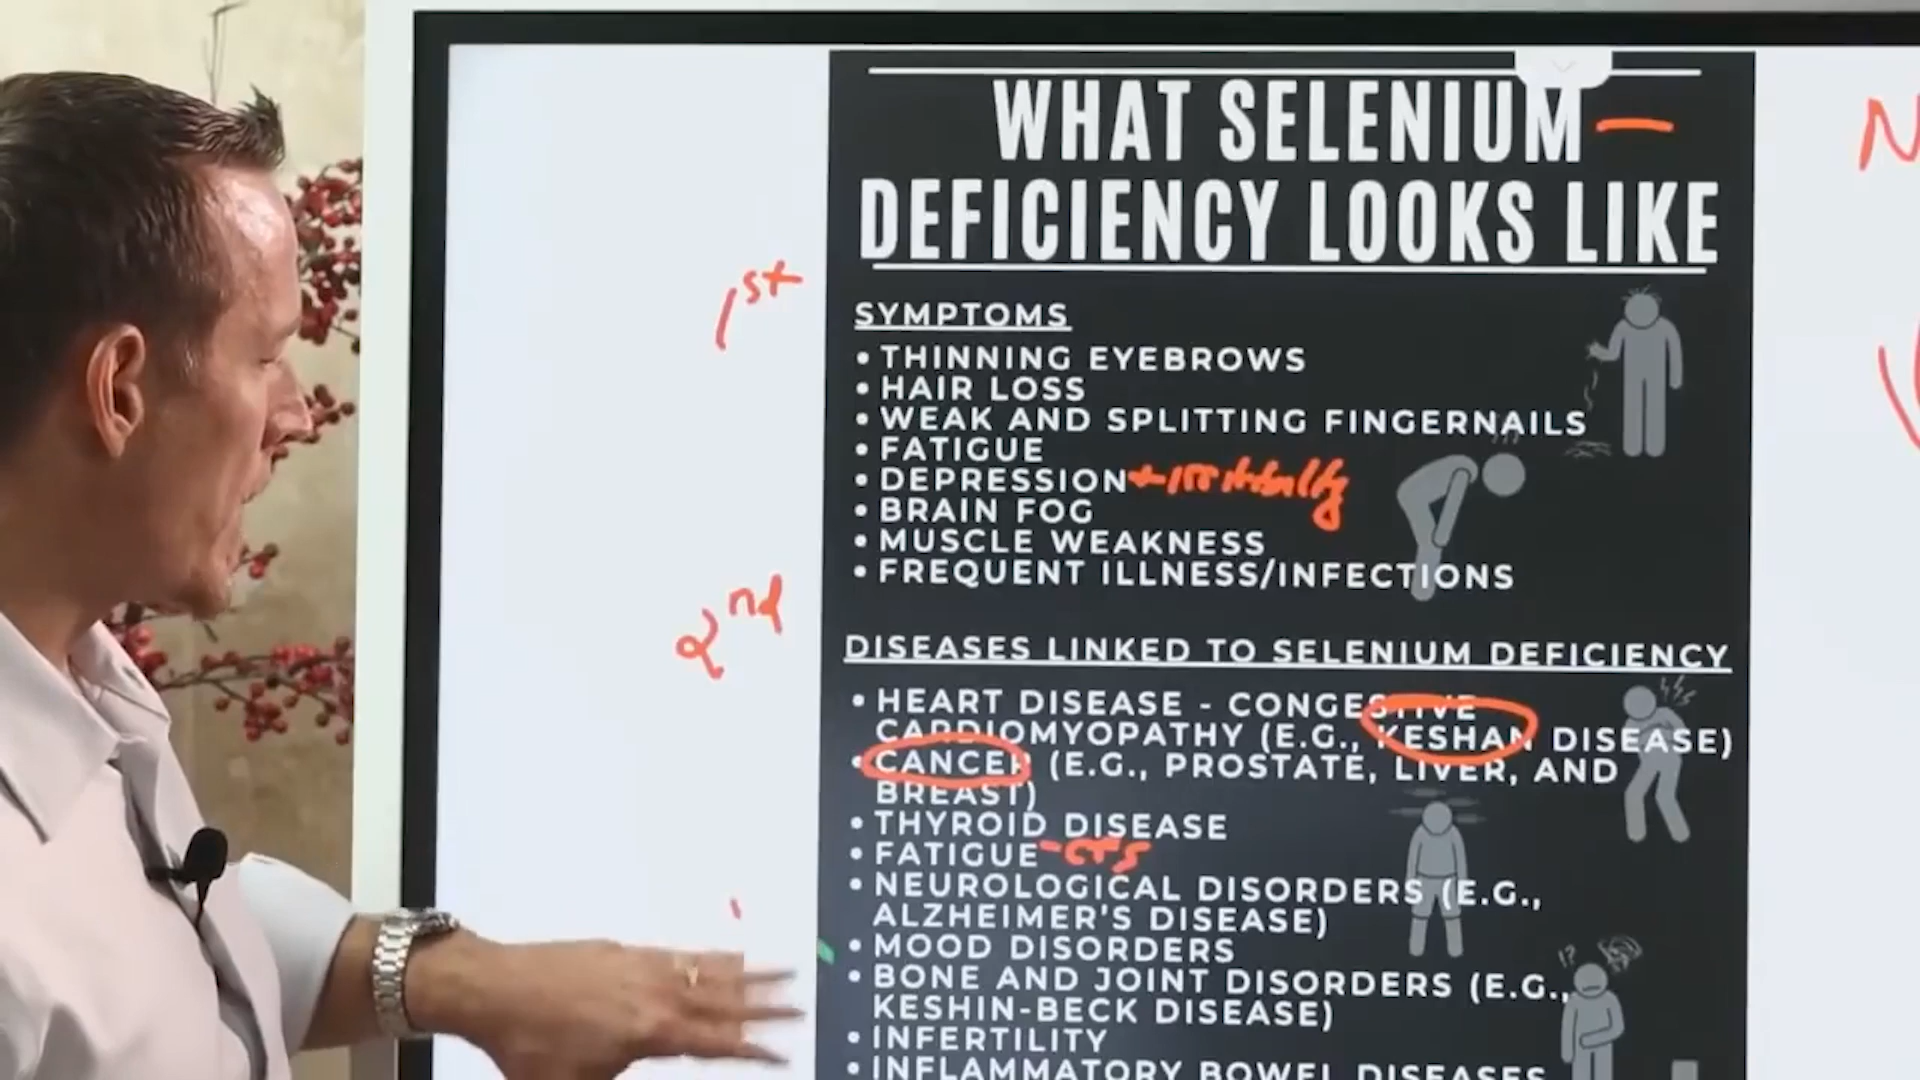 WHAT SELENIUM
DEFICIENCY LOOKS LIKE
N
1st
SYMPTOMS
• THINNING EYEBROWS
• HAIR LOSS
• WEAK AND SPLITTING FINGERNAILS
• FATIGUE
• DEPRESSION + irritability
• BRAIN FOG
• MUSCLE WEAKNESS
• FREQUENT ILLNESS/INFECTIONS
2nd
DISEASES LINKED TO SELENIUM DEFICIENCY
• HEART DISEASE - CONGESTIVE
CARDIOMYOPATHY (E.G., KESHAN DISEASE)
• CANCER (E.G., PROSTATE, LIVER, AND
BREAST)
• THYROID DISEASE
• FATIGUE - CFS
• NEUROLOGICAL DISORDERS (E.G.,
ALZHEIMER'S DISEASE)
• MOOD DISORDERS
• BONE AND JOINT DISORDERS (E.G.,
KESHIN-BECK DISEASE)
• INFERTILITY
• INFLAMMATORY BOWEL DISEASES
!?